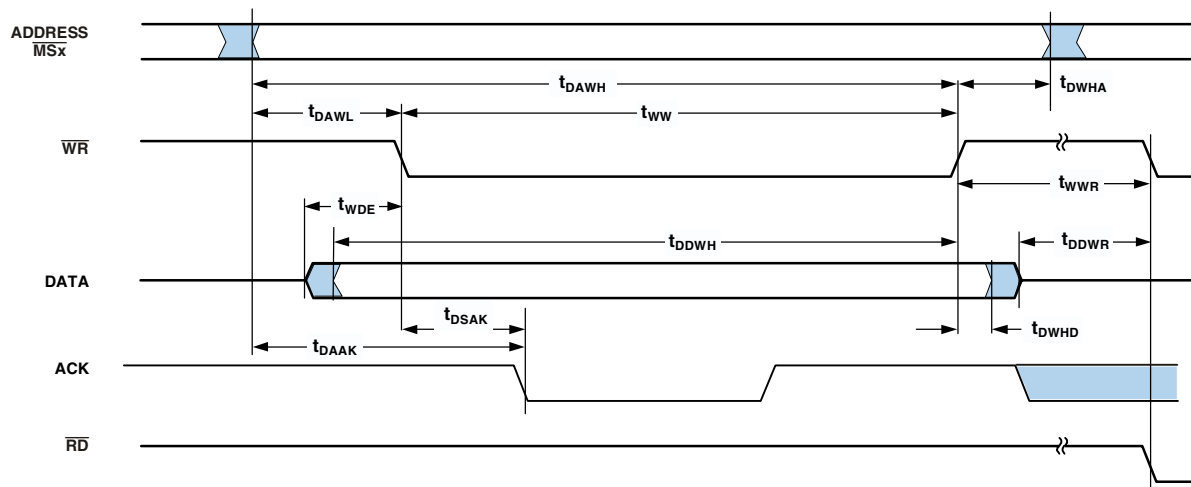 ADDRESS
MSx
tDAWH
tDWHA
tDAWL
tWW
WR
tWWR
tWDE
tDDWH
tDDWR
DATA
tDSAK
tDWHD
tDAAK
ACK
RD